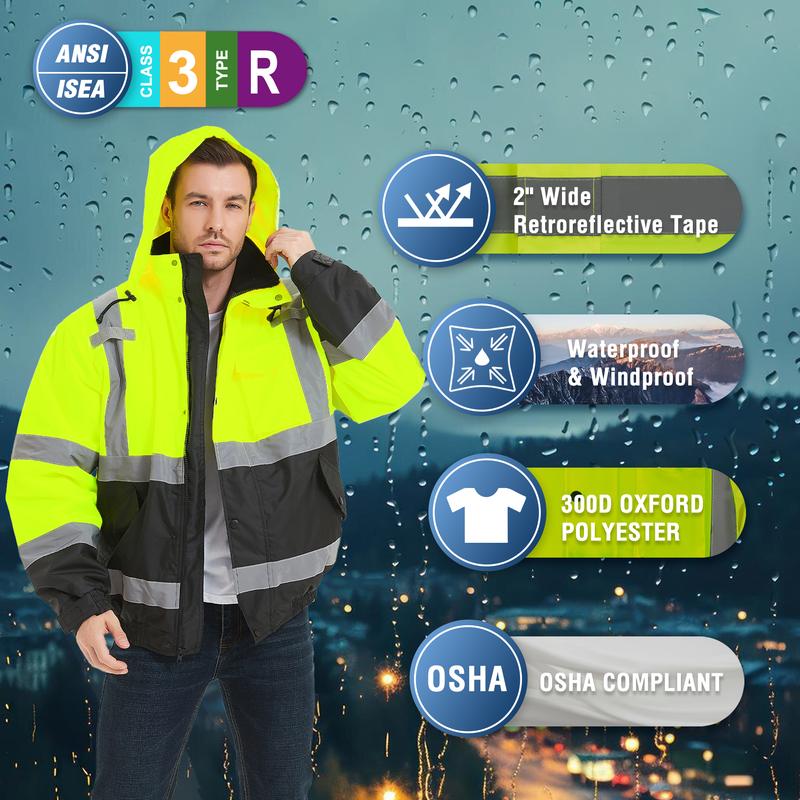 ANSI
ISEA
CLASS
3
TYPE
R
2" Wide
Retroreflective Tape
Waterproof
& Windproof
300D OXFORD
POLYESTER
OSHA
OSHA COMPLIANT